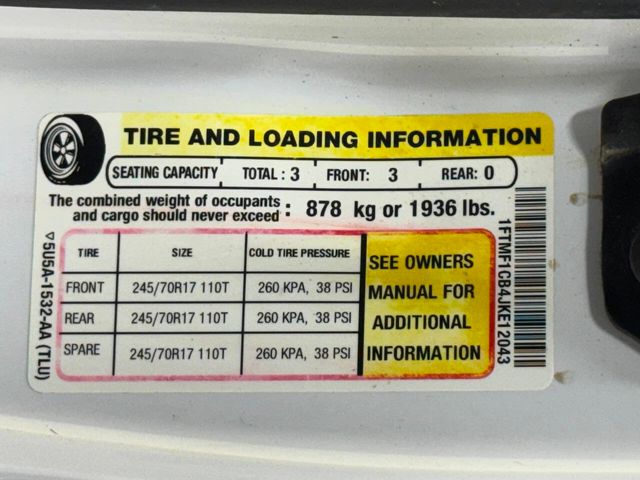 TIRE AND LOADING INFORMATION
SEATING CAPACITY TOTAL : 3 FRONT: 3 REAR: 0
The combined weight of occupants
and cargo should never exceed : 878 kg or 1936 lbs.
TIRE SIZE COLD TIRE PRESSURE
FRONT 245/70R17 110T 260 KPA, 38 PSI
REAR 245/70R17 110T 260 KPA, 38 PSI
SPARE 245/70R17 110T 260 KPA, 38 PSI
SEE OWNERS
MANUAL FOR
ADDITIONAL
INFORMATION
▽5U5A-1532-AA (TLU)
1FTMF1CB4JKE12043